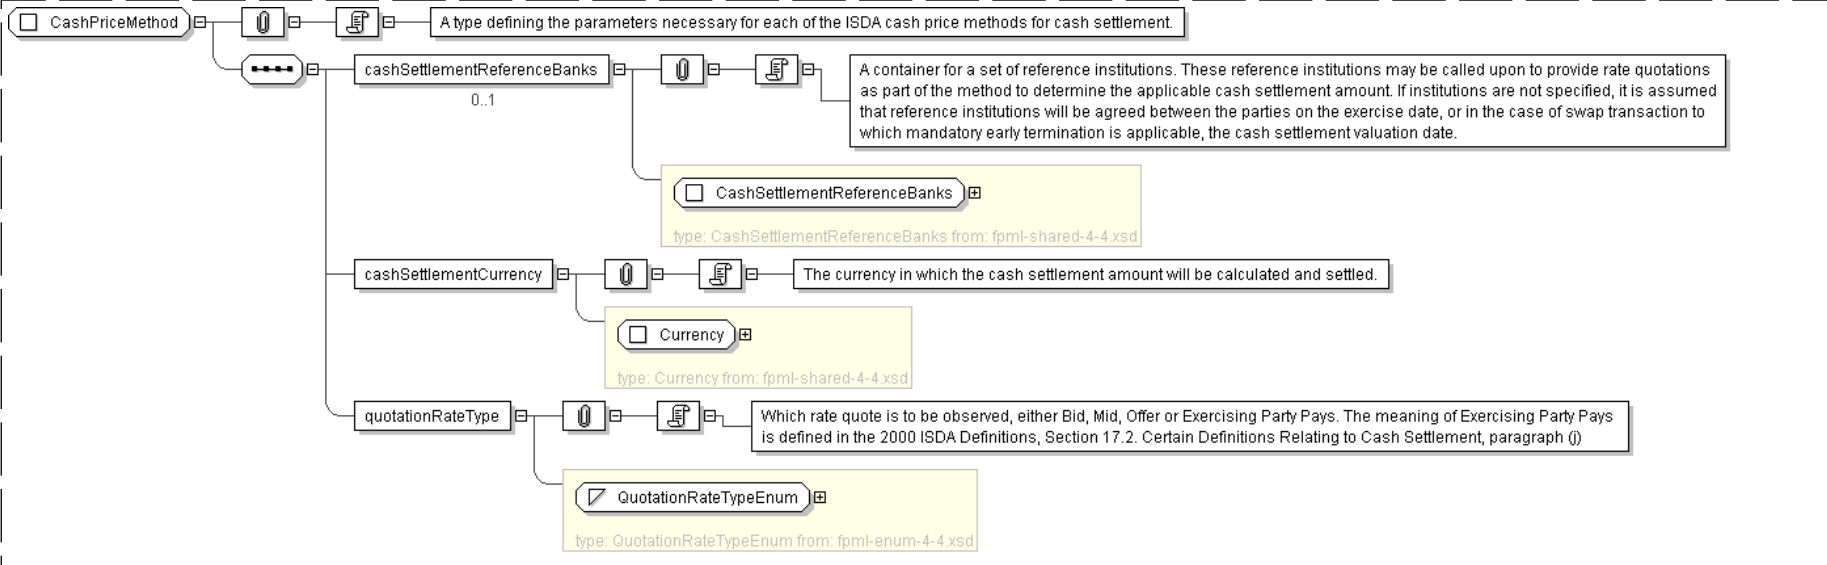 CashPriceMethod
A type defining the parameters necessary for each of the ISDA cash price methods for cash settlement.
cashSettlementReferenceBanks
0..1
A container for a set of reference institutions. These reference institutions may be called upon to provide rate quotations
as part of the method to determine the applicable cash settlement amount. If institutions are not specified, it is assumed
that reference institutions will be agreed between the parties on the exercise date, or in the case of swap transaction to
which mandatory early termination is applicable, the cash settlement valuation date.
CashSettlementReferenceBanks
type: CashSettlementReferenceBanks from: fpml-shared-4-4.xsd
cashSettlementCurrency
The currency in which the cash settlement amount will be calculated and settled.
Currency
type: Currency from: fpml-shared-4-4.xsd
quotationRateType
Which rate quote is to be observed, either Bid, Mid, Offer or Exercising Party Pays. The meaning of Exercising Party Pays
is defined in the 2000 ISDA Definitions, Section 17.2. Certain Definitions Relating to Cash Settlement, paragraph (j)
QuotationRateTypeEnum
type: QuotationRateTypeEnum from: fpml-enum-4-4.xsd